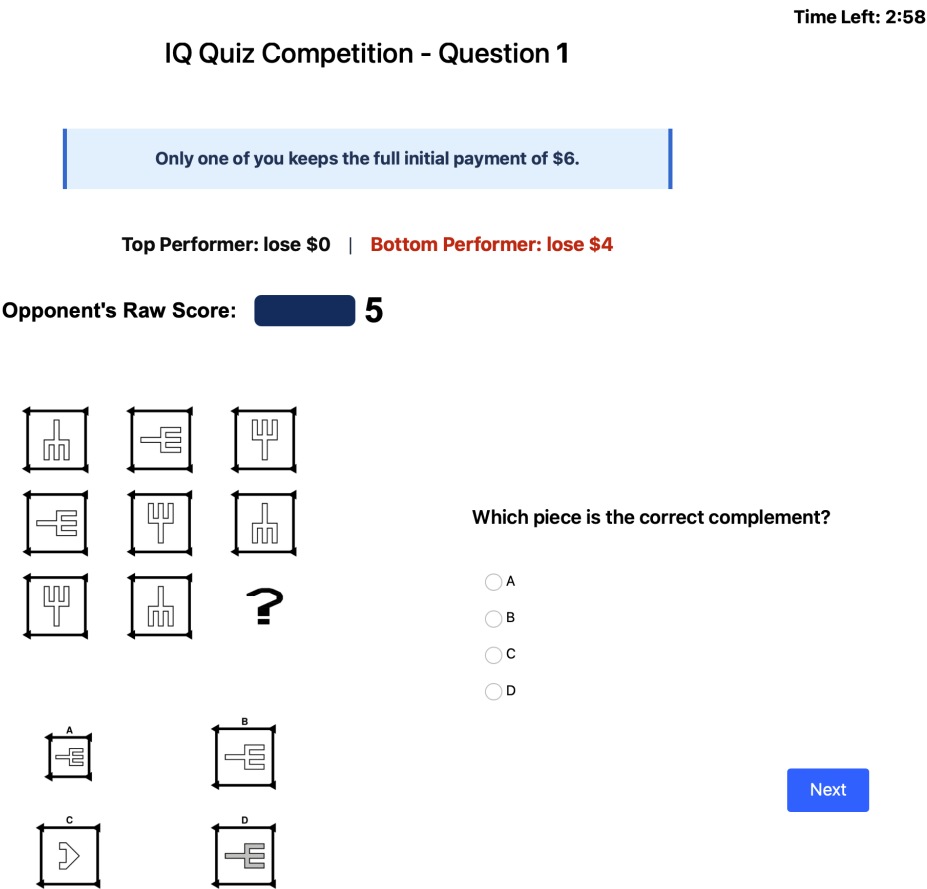 Time Left: 2:58
IQ Quiz Competition - Question 1
Only one of you keeps the full initial payment of $6.
Top Performer: lose $0 | Bottom Performer: lose $4
Opponent's Raw Score: 5
?
Which piece is the correct complement?
A
B
C
D
A
B
C
D
Next